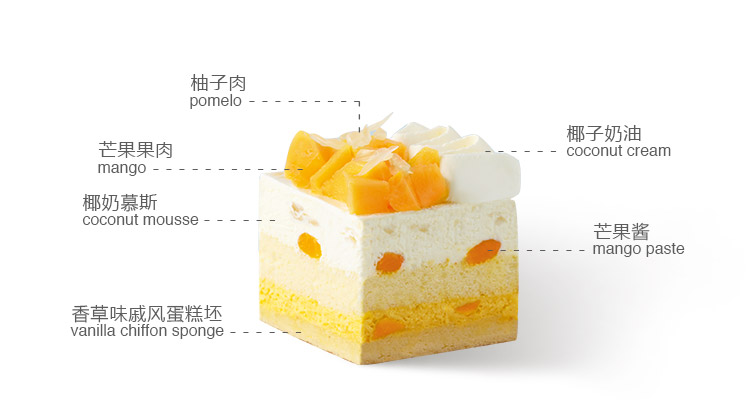 柚子肉
pomelo
芒果果肉
mango
椰奶慕斯
coconut mousse
香草味戚风蛋糕坯
vanilla chiffon sponge
椰子奶油
coconut cream
芒果酱
mango paste